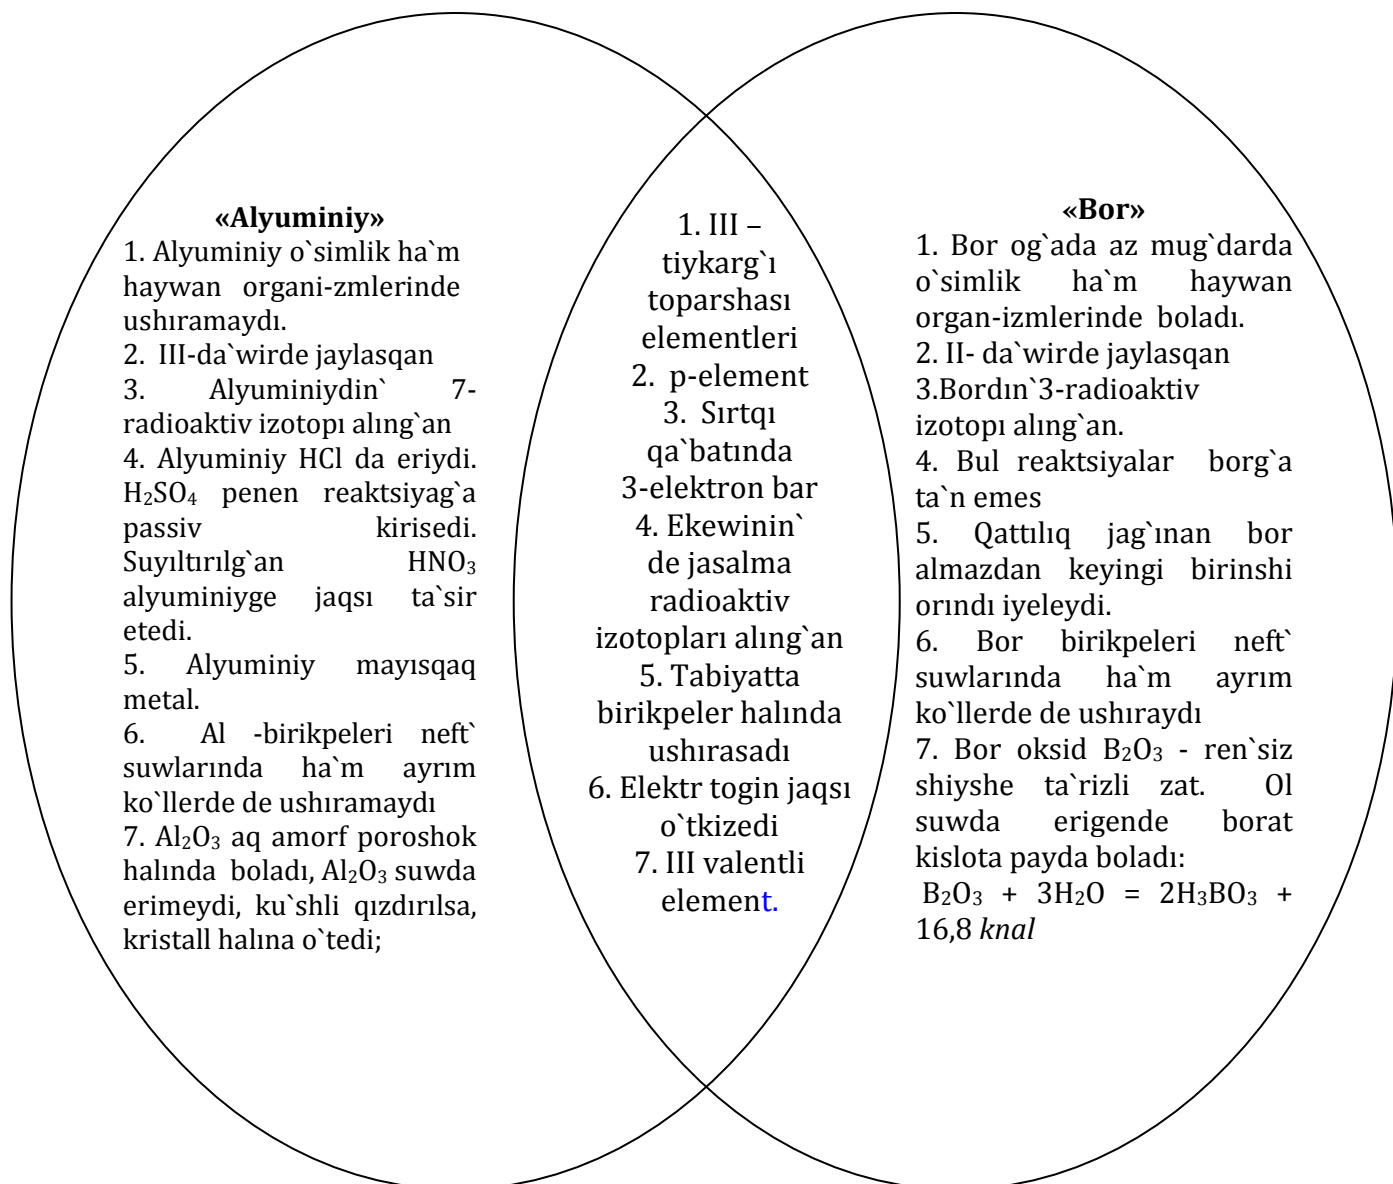 «Alyuminiy»
1. Alyuminiy o`simlik ha`m
haywan organi-zmlerinde
ushıramaydı.
2. III-da`wirde jaylasqan
3. Alyuminiydin` 7-
radioaktiv izotopı alıng`an
4. Alyuminiy HCl da eriydi.
H₂SO₄ penen reaktsiyag`a
passiv kirisedi.
Suyıltırılg`an HNO₃
alyuminiyge jaqsı ta`sir
etedi.
5. Alyuminiy mayısqaq
metal.
6. Al -birikpeleri neft`
suwlarında ha`m ayrım
ko`llerde de ushıramaydı
7. Al₂O₃ aq amorf poroshok
halında boladı, Al₂O₃ suwda
erimeydi, ku`shli qızdırılsa,
kristall halına o`tedi;
1. III –
tiykarg`ı
toparshası
elementleri
2. p-element
3. Sırtqı
qa`batında
3-elektron bar
4. Ekewinin`
de jasalma
radioaktiv
izotopları alıng`an
5. Tabiyatta
birikpeler halında
ushırasadı
6. Elektr togin jaqsı
o`tkizedi
7. III valentli
element.
«Bor»
1. Bor og`ada az mug`darda
o`simlik ha`m haywan
organ-izmlerinde boladı.
2. II- da`wirde jaylasqan
3.Bordın`3-radioaktiv
izotopı alıng`an.
4. Bul reaktsiyalar borg`a
ta`n emes
5. Qattılıq jag`ınan bor
almazdan keyingi birinshi
orındı iyeleydi.
6. Bor birikpeleri neft`
suwlarında ha`m ayrım
ko`llerde de ushıraydı
7. Bor oksid B₂O₃ - ren`siz
shiyshe ta`rizli zat. Ol
suwda erigende borat
kislota payda boladı:
B₂O₃ + 3H₂O = 2H₃BO₃ +
16,8 knal